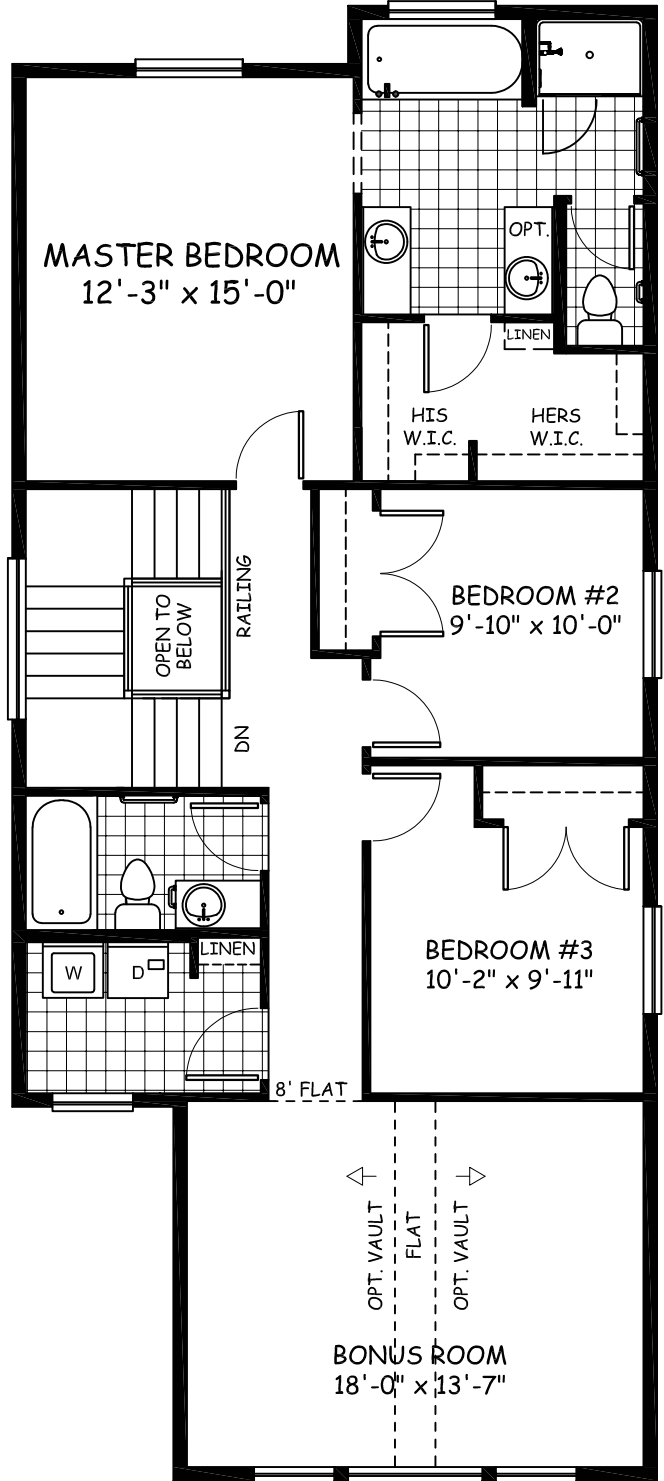 OPT.
MASTER BEDROOM
12'-3" x 15'-0"
LINEN
HIS
W.I.C.
HERS
W.I.C.
RAILING
OPEN TO
BELOW
BEDROOM #2
9'-10" x 10'-0"
DN
LINEN
W
D
BEDROOM #3
10'-2" x 9'-11"
8' FLAT
OPT. VAULT
FLAT
OPT. VAULT
BONUS ROOM
18'-0" x 13'-7"